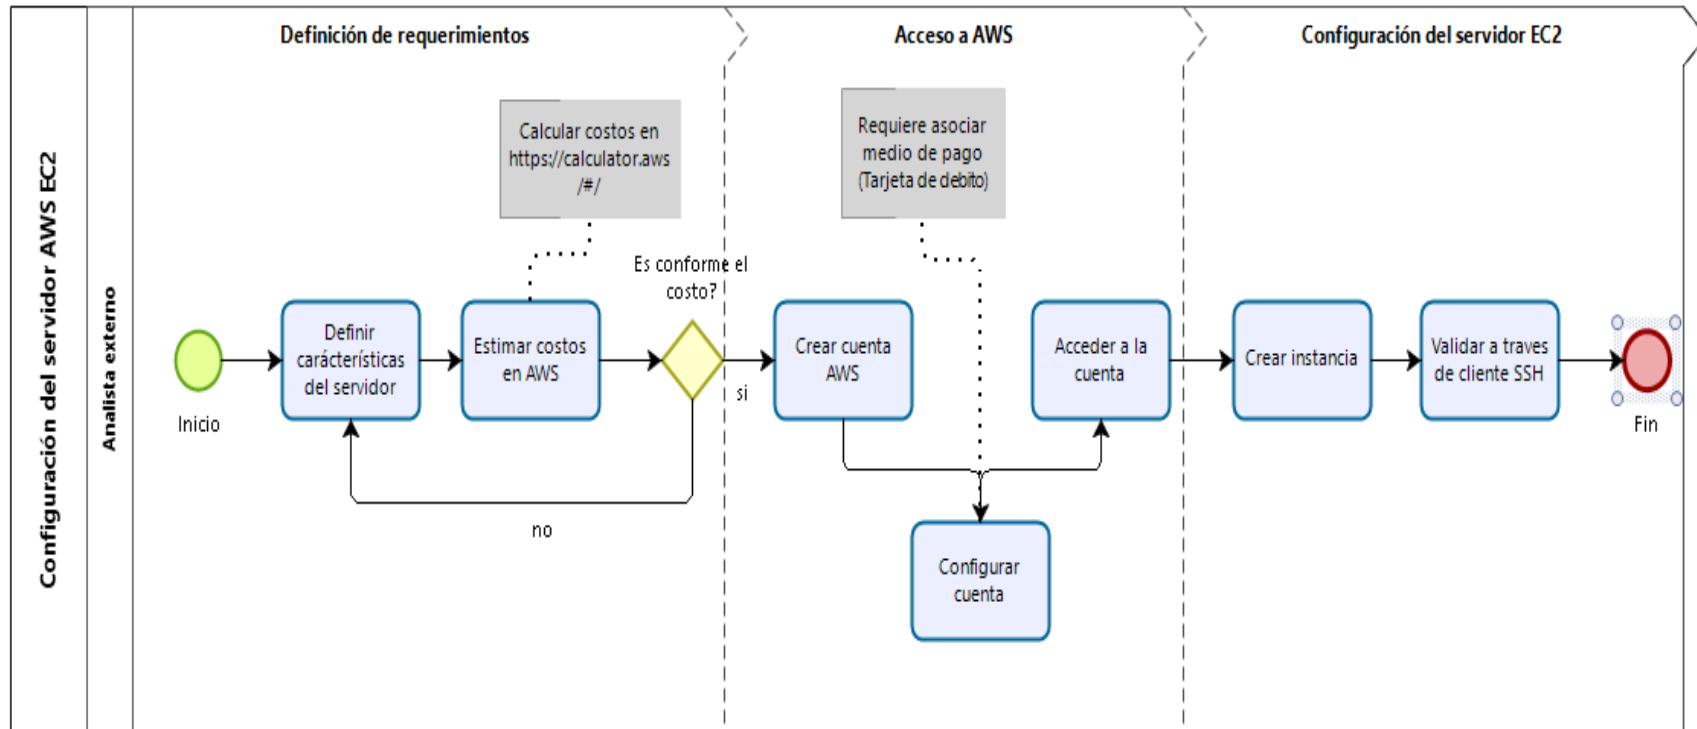 Configuración del servidor AWS EC2
Analista externo
Definición de requerimientos
Acceso a AWS
Configuración del servidor EC2
Calcular costos en
https://calculator.aws
/#/
Requiere asociar
medio de pago
(Tarjeta de debito)
Es conforme el
costo?
Inicio
Definir
carácterísticas
del servidor
Estimar costos
en AWS
si
no
Crear cuenta
AWS
Configurar
cuenta
Acceder a la
cuenta
Crear instancia
Validar a traves
de cliente SSH
Fin